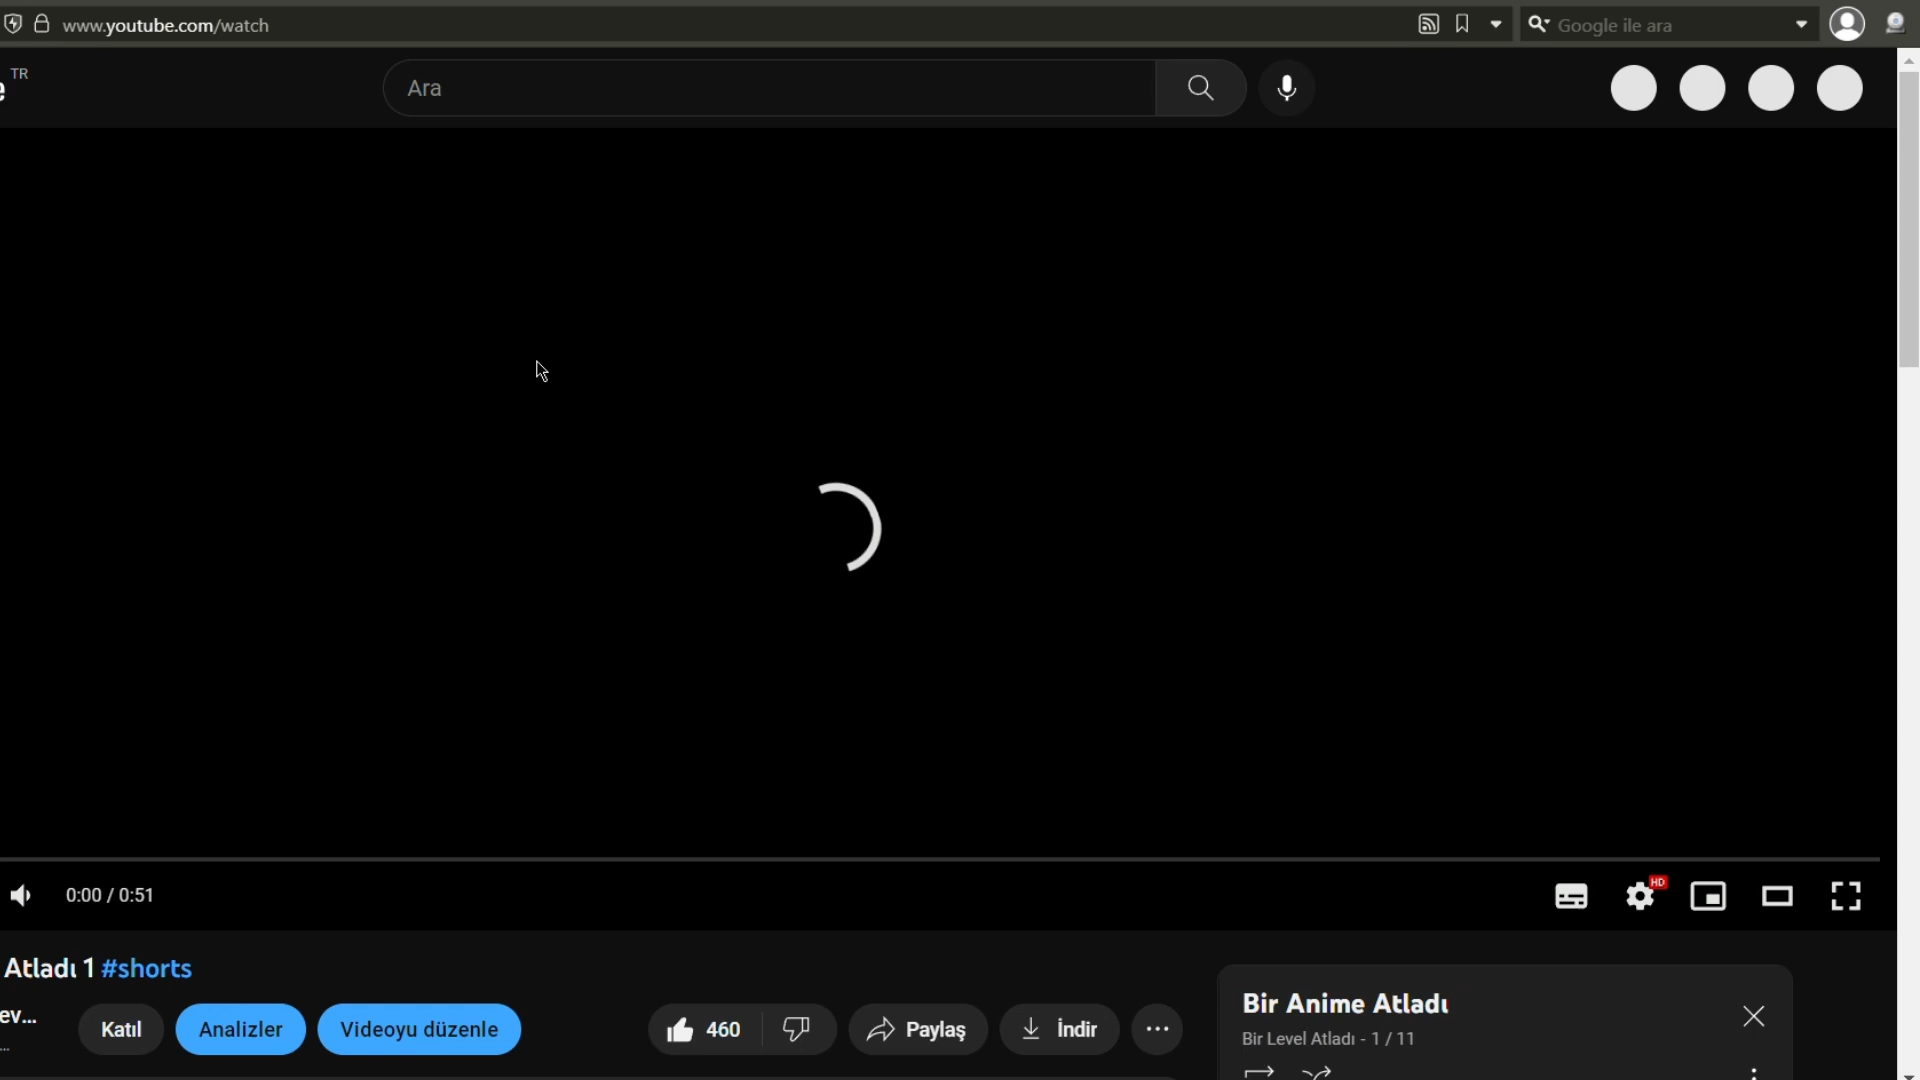 www.youtube.com/watch
Google ile ara
TR
Ara
0:00 / 0:51
HD
Atladı 1 #shorts
ev...
Katıl
Analizler
Videoyu düzenle
460
Paylaş
İndir
Bir Anime Atladı
Bir Level Atladı - 1 / 11